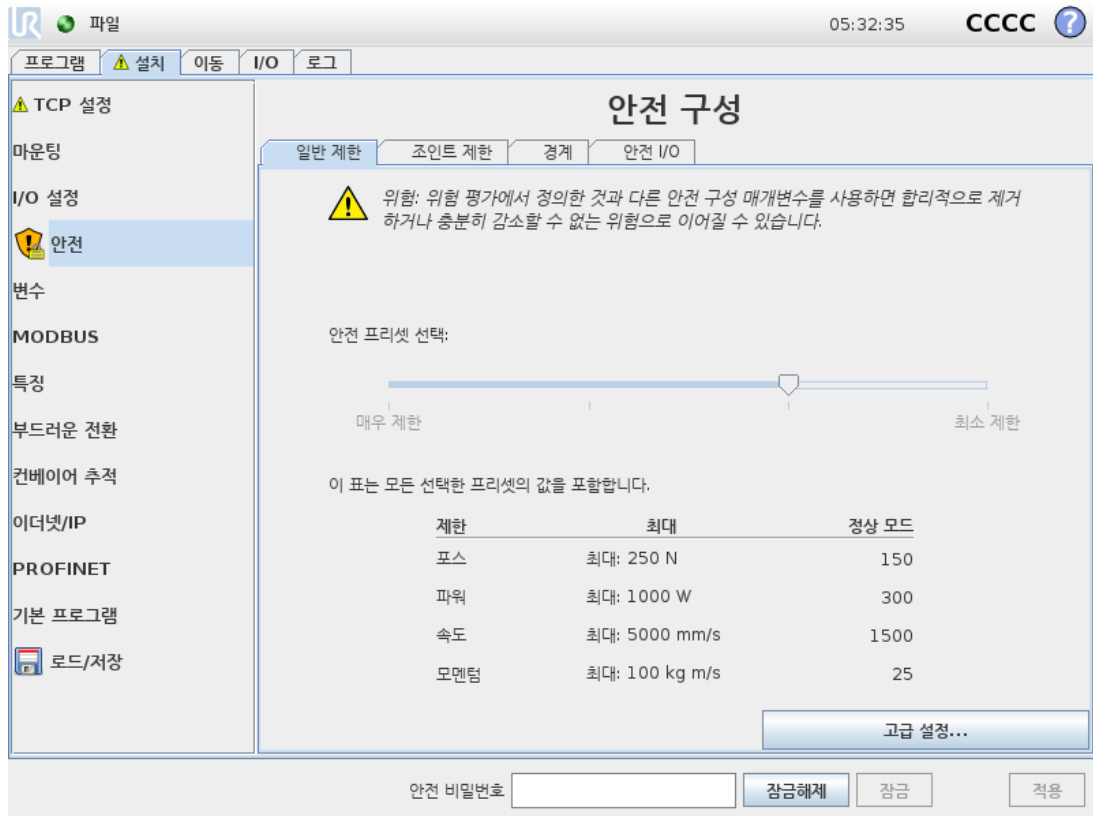 UR 파일 05:32:35 CCCC ?
프로그램 설치 이동 I/O 로그
TCP 설정
마운팅
I/O 설정
안전
변수
MODBUS
특징
부드러운 전환
컨베이어 추적
이더넷/IP
PROFINET
기본 프로그램
로드/저장
안전 구성
일반 제한 조인트 제한 경계 안전 I/O
위험: 위험 평가에서 정의한 것과 다른 안전 구성 매개변수를 사용하면 합리적으로 제거
하거나 충분히 감소할 수 없는 위험으로 이어질 수 있습니다.
안전 프리셋 선택:
매우 제한 최소 제한
이 표는 모든 선택한 프리셋의 값을 포함합니다.
제한 최대 정상 모드
포스 최대: 250 N 150
파워 최대: 1000 W 300
속도 최대: 5000 mm/s 1500
모멘텀 최대: 100 kg m/s 25
고급 설정...
안전 비밀번호 잠금해제 잠금 적용